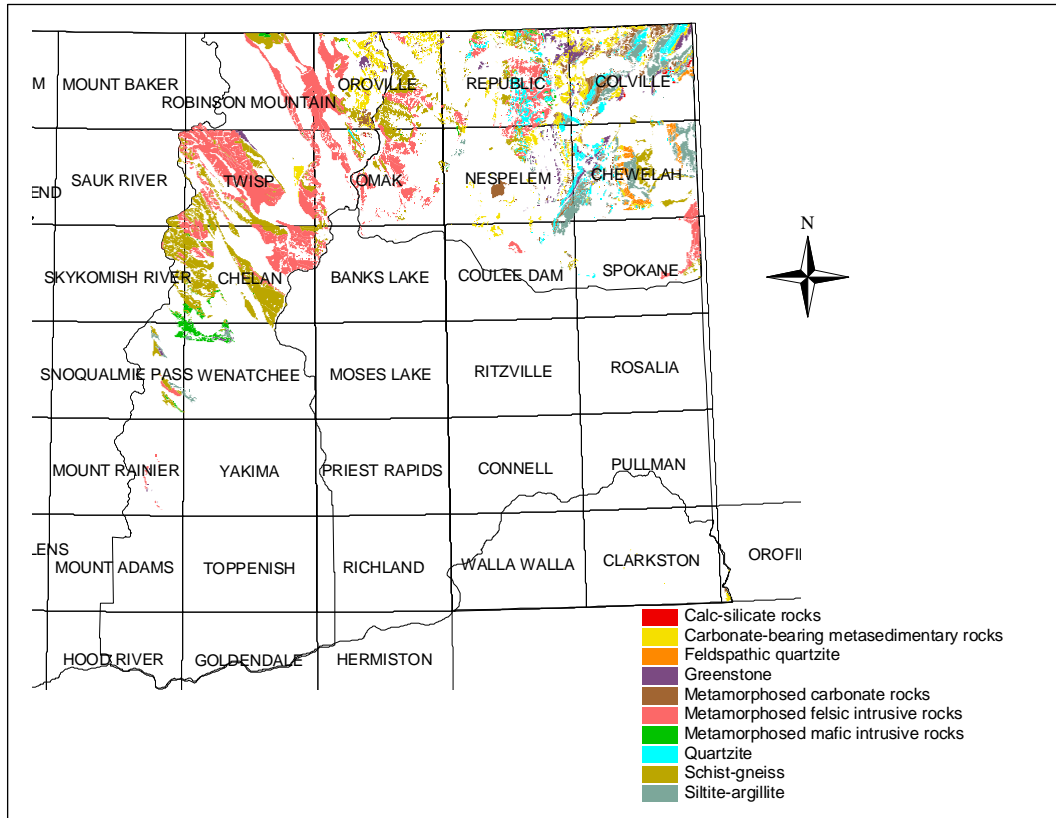 M
MOUNT BAKER
ROBINSON MOUNTAIN
OROVILLE
REPUBLIC
COLVILLE
END
SAUK RIVER
TWISP
OMAK
NESPELEM
CHEWELAH
N
SKYKOMISH RIVER
CHELAN
BANKS LAKE
COULEE DAM
SPOKANE
SNOQUALMIE PASS
WENATCHEE
MOSES LAKE
RITZVILLE
ROSALIA
MOUNT RAINIER
YAKIMA
PRIEST RAPIDS
CONNELL
PULLMAN
LENS
MOUNT ADAMS
TOPPENISH
RICHLAND
WALLA WALLA
CLARKSTON
OROFI
HOOD RIVER
GOLDENDALE
HERMISTON
Calc-silicate rocks
Carbonate-bearing metasedimentary rocks
Feldspathic quartzite
Greenstone
Metamorphosed carbonate rocks
Metamorphosed felsic intrusive rocks
Metamorphosed mafic intrusive rocks
Quartzite
Schist-gneiss
Siltite-argillite